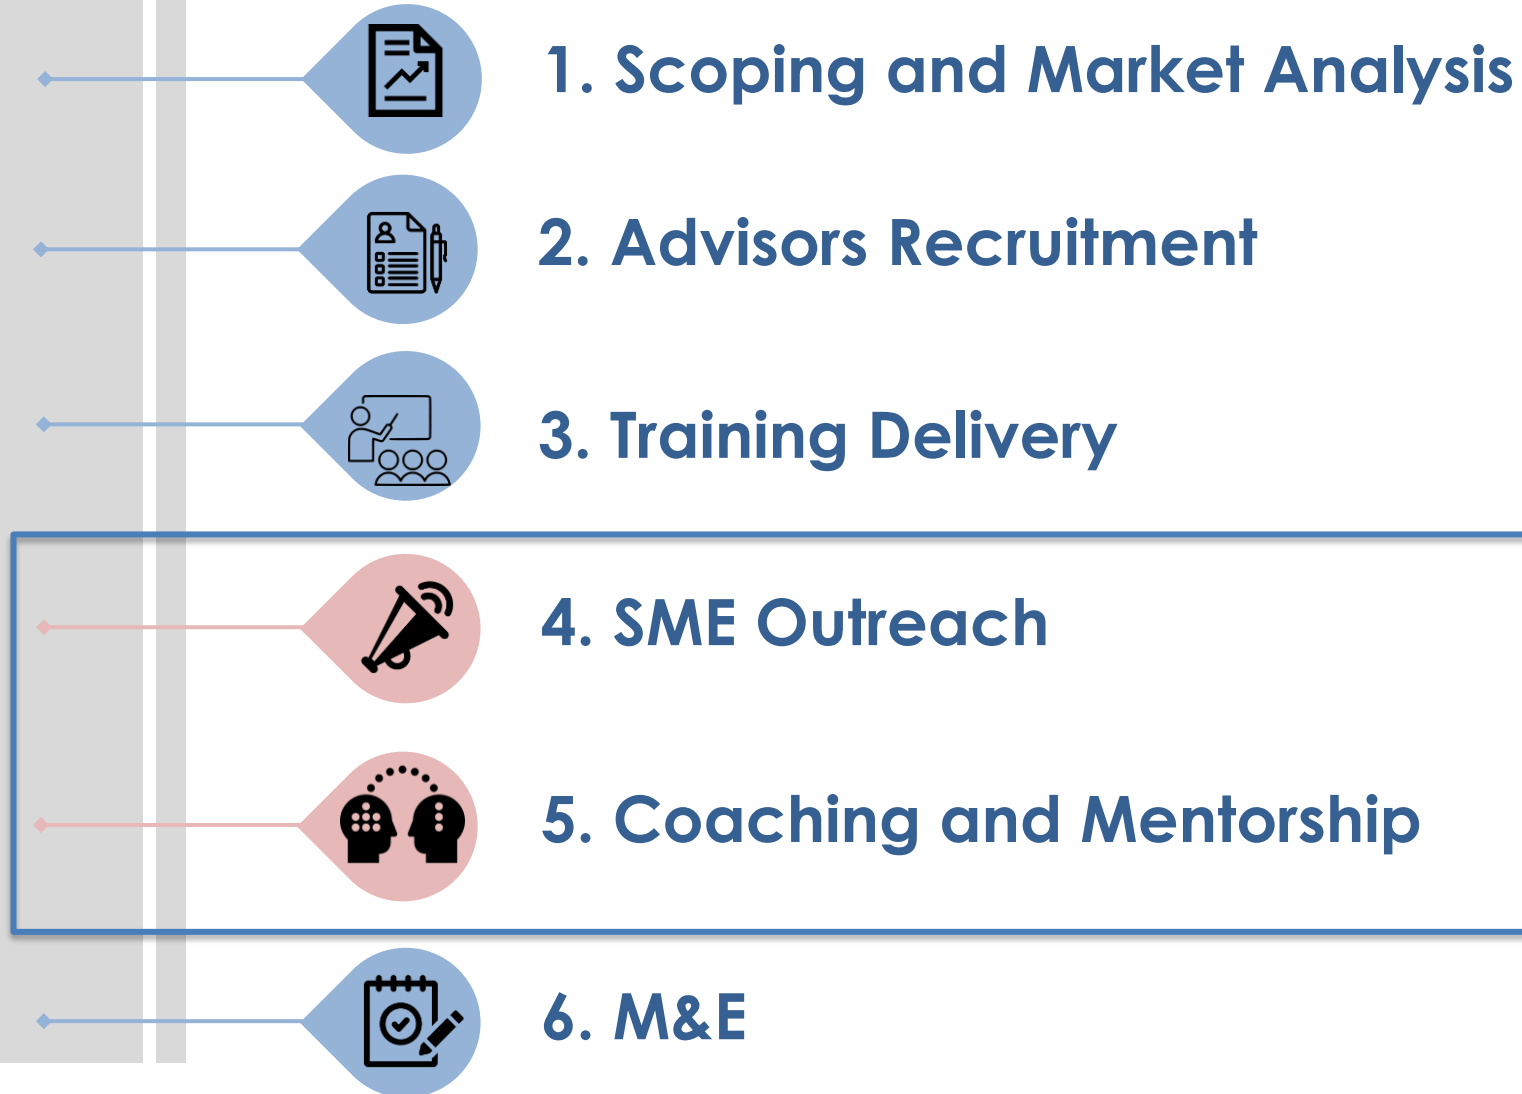 1. Scoping and Market Analysis
2. Advisors Recruitment
3. Training Delivery
4. SME Outreach
5. Coaching and Mentorship
6. M&E